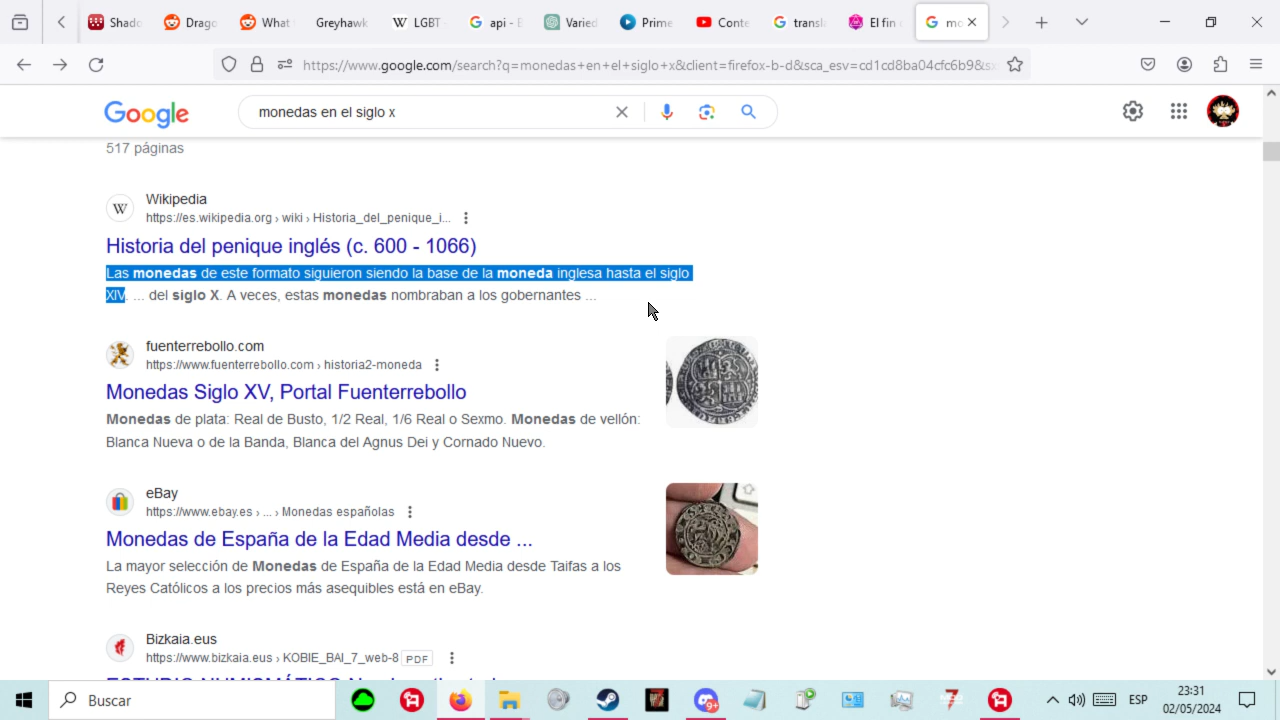 Shado
Drago
What
Greyhawk
LGBT
api - E
Varied
Prime
Conte
transl
El fin
mo
https://www.google.com/search?q=monedas+en+el+siglo+x&client=firefox-b-d&sca_esv=cd1cd8ba04cfc6b9&sx
Google
monedas en el siglo x
517 páginas
W
Wikipedia
https://es.wikipedia.org › wiki › Historia_del_penique_i...
Historia del penique inglés (c. 600 - 1066)
Las monedas de este formato siguieron siendo la base de la moneda inglesa hasta el siglo
XIV. ... del siglo X. A veces, estas monedas nombraban a los gobernantes ...
fuenterrebollo.com
https://www.fuenterrebollo.com › historia2-moneda
Monedas Siglo XV, Portal Fuenterrebollo
Monedas de plata: Real de Busto, 1/2 Real, 1/6 Real o Sexmo. Monedas de vellón:
Blanca Nueva o de la Banda, Blanca del Agnus Dei y Cornado Nuevo.
eBay
https://www.ebay.es › ... › Monedas españolas
Monedas de España de la Edad Media desde ...
La mayor selección de Monedas de España de la Edad Media desde Taifas a los
Reyes Católicos a los precios más asequibles está en eBay.
Bizkaia.eus
https://www.bizkaia.eus › KOBIE_BAI_7_web-8 PDF
Buscar
9+
ESP
23:31
02/05/2024